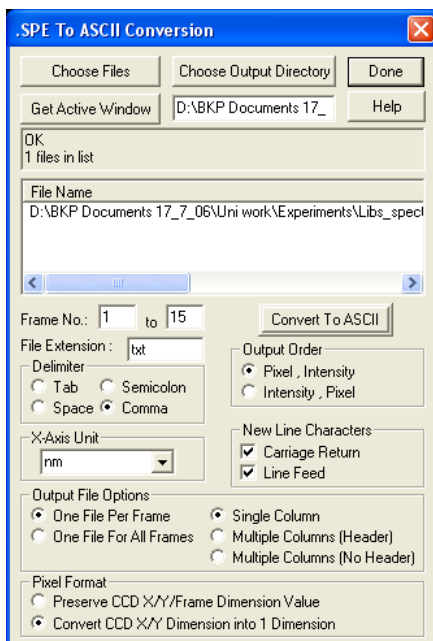 .SPE To ASCII Conversion
Choose Files
Choose Output Directory
Done
Get Active Window
D:\BKP Documents 17_
Help
OK
1 files in list
File Name
D:\BKP Documents 17_7_06\Uni work\Experiments\Libs_spect
Frame No.: 1 to 15
Convert To ASCII
File Extension : txt
Delimiter
Tab Semicolon
Space Comma
Output Order
Pixel , Intensity
Intensity , Pixel
X-Axis Unit
nm
New Line Characters
Carriage Return
Line Feed
Output File Options
One File Per Frame
One File For All Frames
Single Column
Multiple Columns (Header)
Multiple Columns (No Header)
Pixel Format
Preserve CCD X/Y/Frame Dimension Value
Convert CCD X/Y Dimension into 1 Dimension